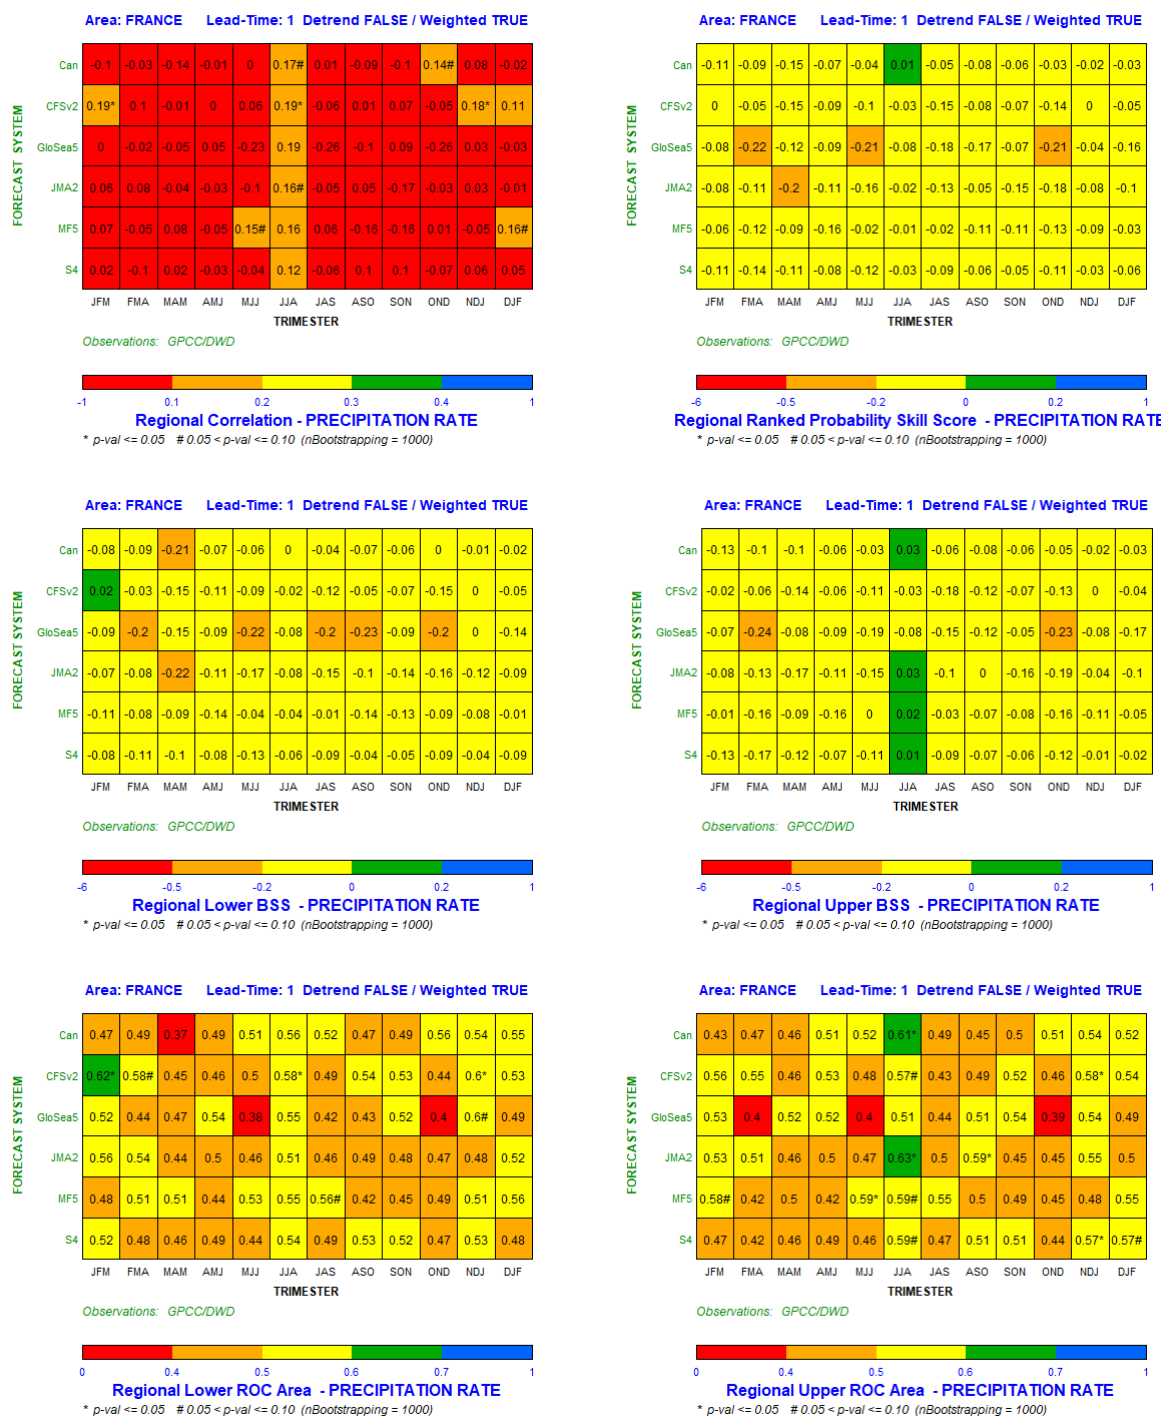 Area: FRANCE Lead-Time: 1 Detrend FALSE / Weighted TRUE
FORECAST SYSTEM
Can -0.1 -0.03 -0.14 -0.01 0 0.17# 0.01 -0.09 -0.1 0.14# 0.08 -0.02
CFSv2 0.19* 0.1 -0.01 0 0.06 0.19* -0.06 0.01 0.07 -0.05 0.18* 0.11
GloSea5 0 -0.02 -0.05 0.05 -0.23 0.19 -0.26 -0.1 0.09 -0.26 0.03 -0.03
JMA2 0.06 0.08 -0.04 -0.03 -0.1 0.16# -0.05 0.05 -0.17 -0.03 0.03 -0.01
MF5 0.07 -0.05 0.08 -0.05 0.15# 0.16 0.06 -0.16 -0.16 0.01 -0.05 0.16#
S4 0.02 -0.1 0.02 -0.03 -0.04 0.12 -0.06 0.1 0.1 -0.07 0.06 0.05
JFM FMA MAM AMJ MJJ JJA JAS ASO SON OND NDJ DJF
TRIMESTER
Observations: GPCC/DWD
-1 0.1 0.2 0.3 0.4 1
Regional Correlation - PRECIPITATION RATE
* p-val <= 0.05 # 0.05 < p-val <= 0.10 (nBootstrapping = 1000)
Area: FRANCE Lead-Time: 1 Detrend FALSE / Weighted TRUE
FORECAST SYSTEM
Can -0.11 -0.09 -0.15 -0.07 -0.04 0.01 -0.05 -0.08 -0.06 -0.03 -0.02 -0.03
CFSv2 0 -0.05 -0.15 -0.09 -0.1 -0.03 -0.15 -0.08 -0.07 -0.14 0 -0.05
GloSea5 -0.08 -0.22 -0.12 -0.09 -0.21 -0.08 -0.18 -0.17 -0.07 -0.21 -0.04 -0.16
JMA2 -0.08 -0.11 -0.2 -0.11 -0.16 -0.02 -0.13 -0.05 -0.15 -0.18 -0.08 -0.1
MF5 -0.06 -0.12 -0.09 -0.16 -0.02 -0.01 -0.02 -0.11 -0.11 -0.13 -0.09 -0.03
S4 -0.11 -0.14 -0.11 -0.08 -0.12 -0.03 -0.09 -0.06 -0.05 -0.11 -0.03 -0.06
JFM FMA MAM AMJ MJJ JJA JAS ASO SON OND NDJ DJF
TRIMESTER
Observations: GPCC/DWD
-6 -0.5 -0.2 0 0.2 1
Regional Ranked Probability Skill Score - PRECIPITATION RATE
* p-val <= 0.05 # 0.05 < p-val <= 0.10 (nBootstrapping = 1000)
Area: FRANCE Lead-Time: 1 Detrend FALSE / Weighted TRUE
FORECAST SYSTEM
Can -0.08 -0.09 -0.21 -0.07 -0.06 0 -0.04 -0.07 -0.06 0 -0.01 -0.02
CFSv2 0.02 -0.03 -0.15 -0.11 -0.09 -0.02 -0.12 -0.05 -0.07 -0.15 0 -0.05
GloSea5 -0.09 -0.2 -0.15 -0.09 -0.22 -0.08 -0.2 -0.23 -0.09 -0.2 0 -0.14
JMA2 -0.07 -0.08 -0.22 -0.11 -0.17 -0.08 -0.15 -0.1 -0.14 -0.16 -0.12 -0.09
MF5 -0.11 -0.08 -0.09 -0.14 -0.04 -0.04 -0.01 -0.14 -0.13 -0.09 -0.08 -0.01
S4 -0.08 -0.11 -0.1 -0.08 -0.13 -0.06 -0.09 -0.04 -0.05 -0.09 -0.04 -0.09
JFM FMA MAM AMJ MJJ JJA JAS ASO SON OND NDJ DJF
TRIMESTER
Observations: GPCC/DWD
-6 -0.5 -0.2 0 0.2 1
Regional Lower BSS - PRECIPITATION RATE
* p-val <= 0.05 # 0.05 < p-val <= 0.10 (nBootstrapping = 1000)
Area: FRANCE Lead-Time: 1 Detrend FALSE / Weighted TRUE
FORECAST SYSTEM
Can -0.13 -0.1 -0.1 -0.06 -0.03 0.03 -0.06 -0.08 -0.06 -0.05 -0.02 -0.03
CFSv2 -0.02 -0.06 -0.14 -0.06 -0.11 -0.03 -0.18 -0.12 -0.07 -0.13 0 -0.04
GloSea5 -0.07 -0.24 -0.08 -0.09 -0.19 -0.08 -0.15 -0.12 -0.05 -0.23 -0.08 -0.17
JMA2 -0.08 -0.13 -0.17 -0.11 -0.15 0.03 -0.1 0 -0.16 -0.19 -0.04 -0.1
MF5 -0.01 -0.16 -0.09 -0.16 0 0.02 -0.03 -0.07 -0.08 -0.16 -0.11 -0.05
S4 -0.13 -0.17 -0.12 -0.07 -0.11 0.01 -0.09 -0.07 -0.06 -0.12 -0.01 -0.02
JFM FMA MAM AMJ MJJ JJA JAS ASO SON OND NDJ DJF
TRIMESTER
Observations: GPCC/DWD
-6 -0.5 -0.2 0 0.2 1
Regional Upper BSS - PRECIPITATION RATE
* p-val <= 0.05 # 0.05 < p-val <= 0.10 (nBootstrapping = 1000)
Area: FRANCE Lead-Time: 1 Detrend FALSE / Weighted TRUE
FORECAST SYSTEM
Can 0.47 0.49 0.37 0.49 0.51 0.56 0.52 0.47 0.49 0.56 0.54 0.55
CFSv2 0.62* 0.58# 0.45 0.46 0.5 0.58* 0.49 0.54 0.53 0.44 0.6* 0.53
GloSea5 0.52 0.44 0.47 0.54 0.38 0.55 0.42 0.43 0.52 0.4 0.6# 0.49
JMA2 0.56 0.54 0.44 0.5 0.46 0.51 0.46 0.49 0.48 0.47 0.48 0.52
MF5 0.48 0.51 0.51 0.44 0.53 0.55 0.56# 0.42 0.45 0.49 0.51 0.56
S4 0.52 0.48 0.46 0.49 0.44 0.54 0.49 0.53 0.52 0.47 0.53 0.48
JFM FMA MAM AMJ MJJ JJA JAS ASO SON OND NDJ DJF
TRIMESTER
Observations: GPCC/DWD
0 0.4 0.5 0.6 0.7 1
Regional Lower ROC Area - PRECIPITATION RATE
* p-val <= 0.05 # 0.05 < p-val <= 0.10 (nBootstrapping = 1000)
Area: FRANCE Lead-Time: 1 Detrend FALSE / Weighted TRUE
FORECAST SYSTEM
Can 0.43 0.47 0.46 0.51 0.52 0.61* 0.49 0.45 0.5 0.51 0.54 0.52
CFSv2 0.56 0.55 0.46 0.53 0.48 0.57# 0.43 0.49 0.52 0.46 0.58* 0.54
GloSea5 0.53 0.4 0.52 0.52 0.4 0.51 0.44 0.51 0.54 0.39 0.54 0.49
JMA2 0.53 0.51 0.46 0.5 0.47 0.63* 0.5 0.59* 0.45 0.45 0.55 0.5
MF5 0.58# 0.42 0.5 0.42 0.59* 0.59# 0.55 0.5 0.49 0.45 0.48 0.55
S4 0.47 0.42 0.46 0.49 0.46 0.59# 0.47 0.51 0.51 0.44 0.57* 0.57#
JFM FMA MAM AMJ MJJ JJA JAS ASO SON OND NDJ DJF
TRIMESTER
Observations: GPCC/DWD
0 0.4 0.5 0.6 0.7 1
Regional Upper ROC Area - PRECIPITATION RATE
* p-val <= 0.05 # 0.05 < p-val <= 0.10 (nBootstrapping = 1000)